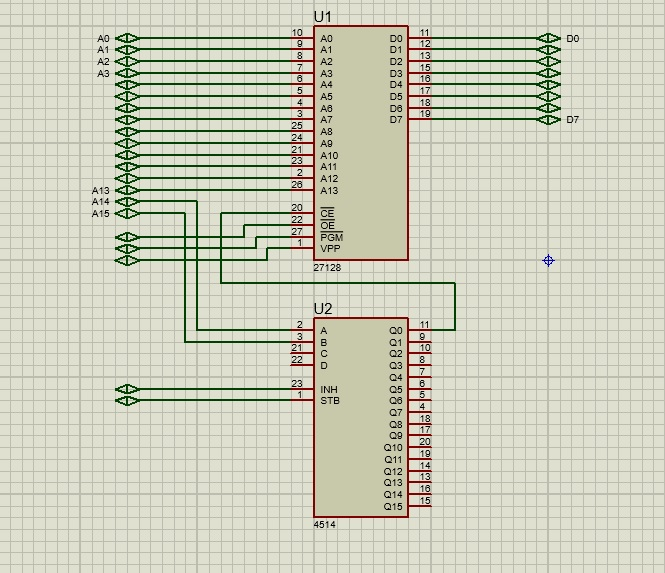 U1
A0 10 A0 D0 11 D0
A1 9 A1 D1 12
A2 8 A2 D2 13
A3 7 A3 D3 15
6 A4 D4 16
5 A5 D5 17
4 A6 D6 18
3 A7 D7 19 D7
25 A8
24 A9
21 A10
23 A11
2 A12
A13 26 A13
A14
A15 20 CE
22 OE
27 PGM
1 VPP
27128
U2
2 A Q0 11
3 B Q1 9
21 C Q2 10
22 D Q3 8
Q4 7
23 INH Q5 6
1 STB Q6 5
Q7 4
Q8 18
Q9 17
Q10 20
Q11 19
Q12 14
Q13 13
Q14 16
Q15 15
4514